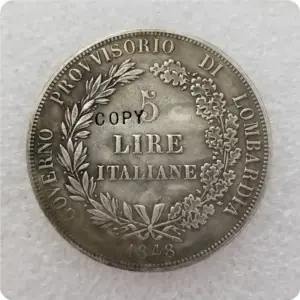 GOVERNO PROVVISORIO DI LOMBARDIA
5
COPY
LIRE
ITALIANE
1848